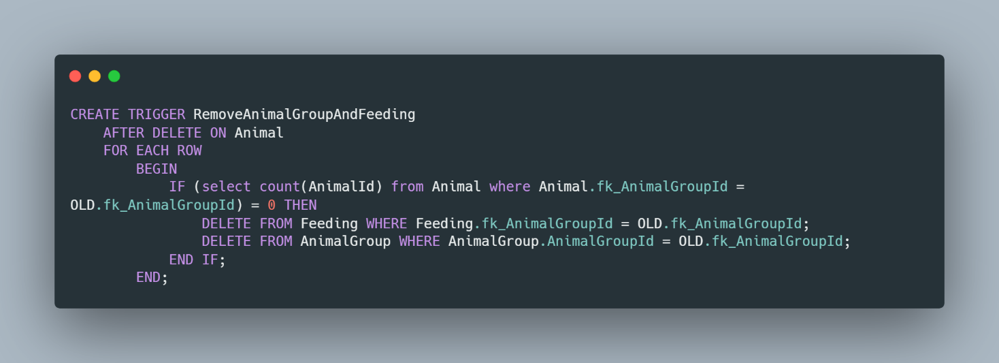 CREATE TRIGGER RemoveAnimalGroupAndFeeding
    AFTER DELETE ON Animal
    FOR EACH ROW
        BEGIN
            IF (select count(AnimalId) from Animal where Animal.fk_AnimalGroupId =
OLD.fk_AnimalGroupId) = 0 THEN
                DELETE FROM Feeding WHERE Feeding.fk_AnimalGroupId = OLD.fk_AnimalGroupId;
                DELETE FROM AnimalGroup WHERE AnimalGroup.AnimalGroupId = OLD.fk_AnimalGroupId;
            END IF;
        END;